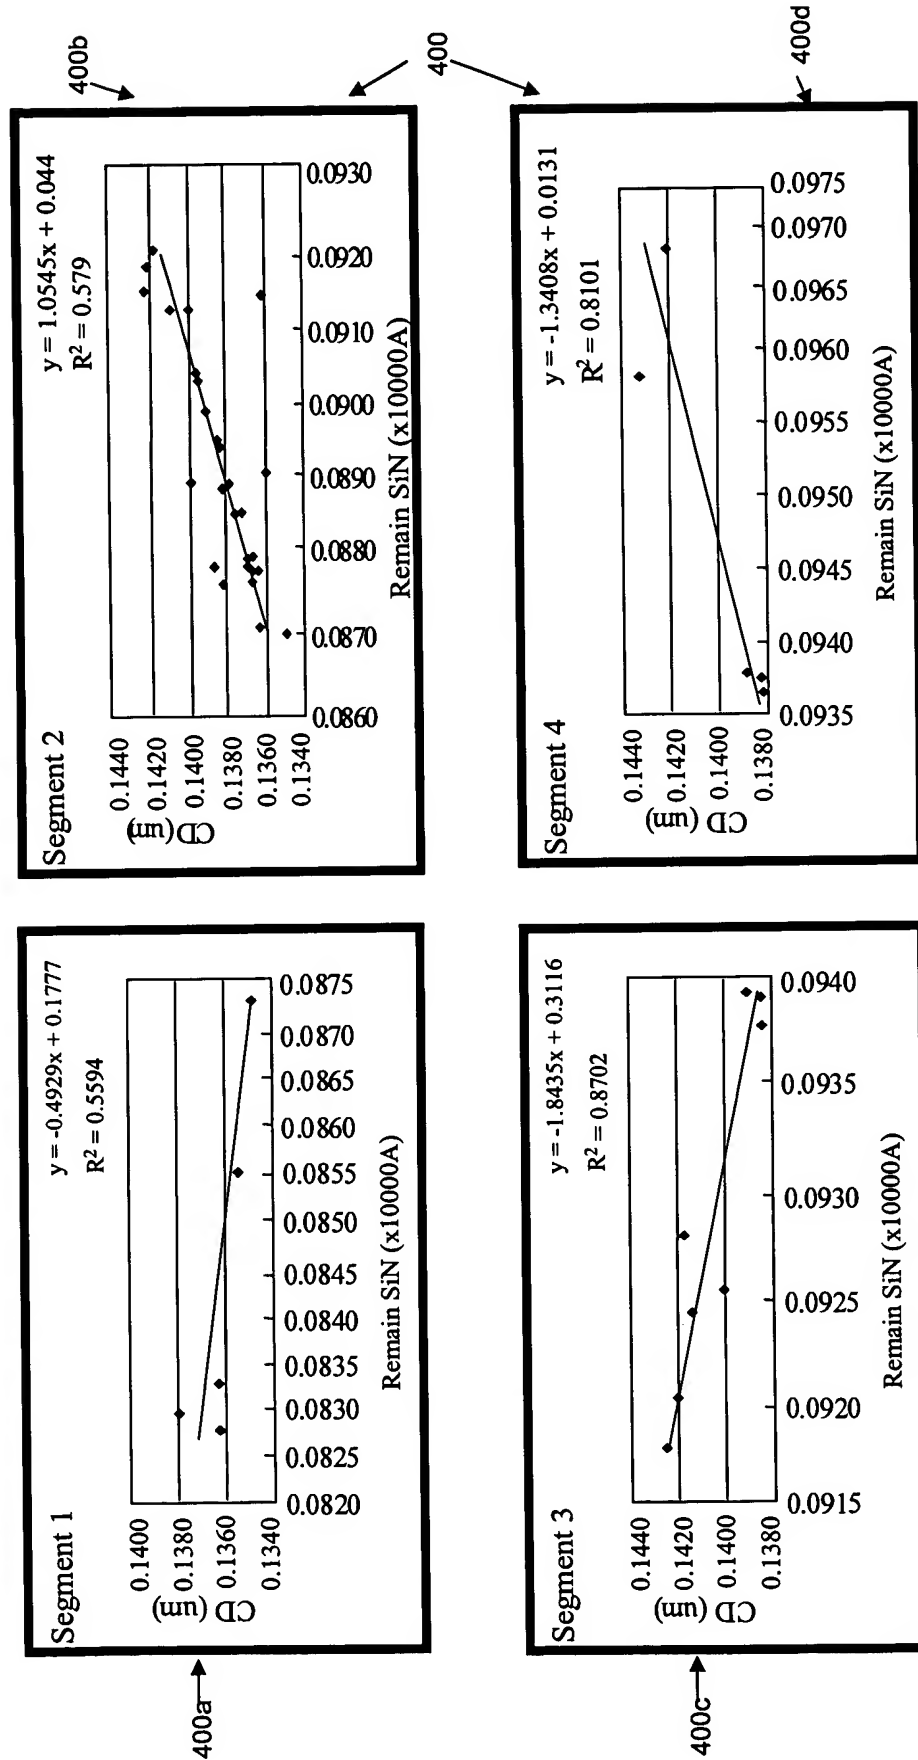 400a
Segment 1
y = -0.4929x + 0.1777
R² = 0.5594
CD (um)
0.1400
0.1380
0.1360
0.1340
0.0820 0.0825 0.0830 0.0835 0.0840 0.0845 0.0850 0.0855 0.0860 0.0865 0.0870 0.0875
Remain SiN (x10000A)
400b
Segment 2
y = 1.0545x + 0.044
R² = 0.579
CD (um)
0.1440
0.1420
0.1400
0.1380
0.1360
0.1340
0.0860 0.0870 0.0880 0.0890 0.0900 0.0910 0.0920 0.0930
Remain SiN (x10000A)
400
400c
Segment 3
y = -1.8435x + 0.3116
R² = 0.8702
CD (um)
0.1440
0.1420
0.1400
0.1380
0.0915 0.0920 0.0925 0.0930 0.0935 0.0940
Remain SiN (x10000A)
400d
Segment 4
y = -1.3408x + 0.0131
R² = 0.8101
CD (um)
0.1440
0.1420
0.1400
0.1380
0.0935 0.0940 0.0945 0.0950 0.0955 0.0960 0.0965 0.0970 0.0975
Remain SiN (x10000A)